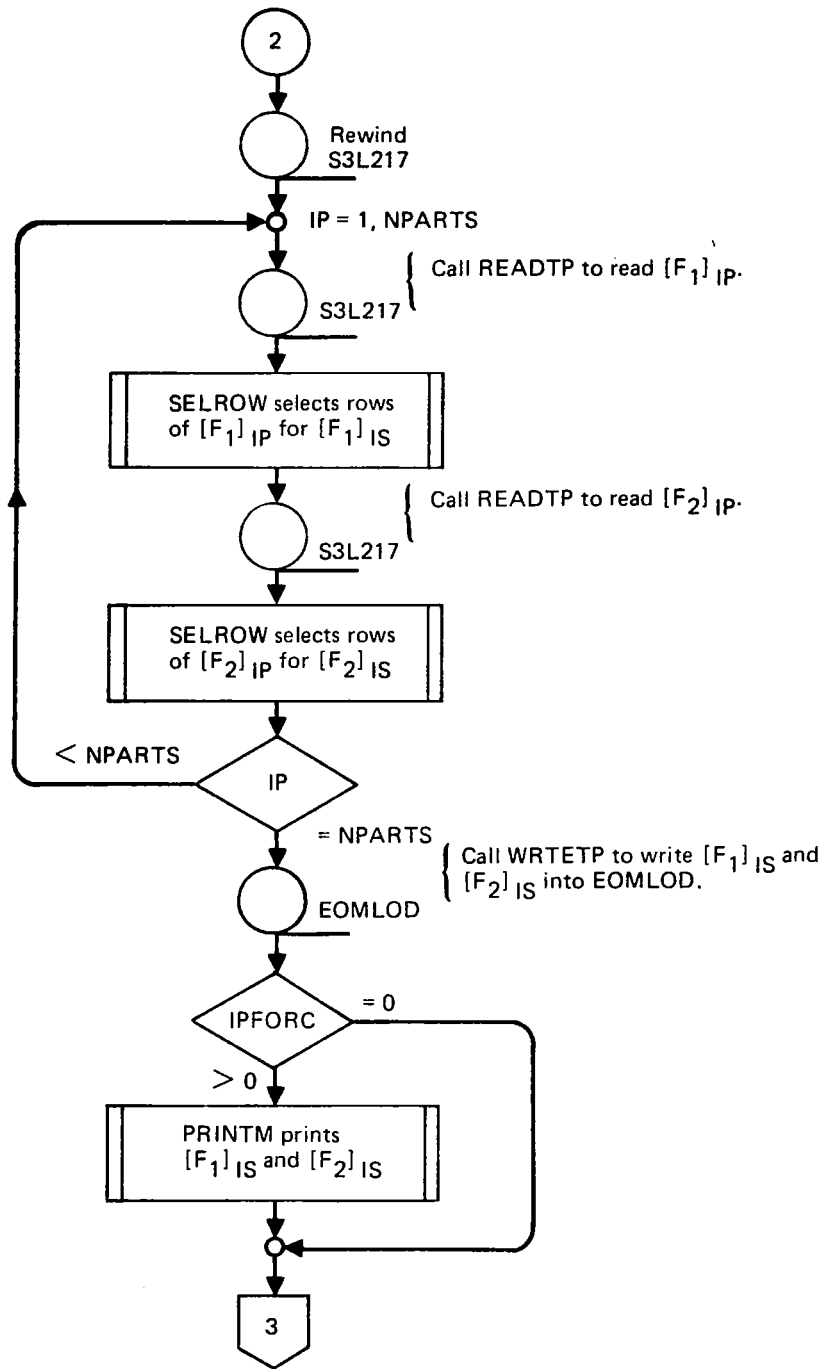 2
Rewind
S3L217
IP = 1, NPARTS
Call READTP to read [F1] IP.
S3L217
SELROW selects rows
of [F1] IP for [F1] IS
Call READTP to read [F2] IP.
S3L217
SELROW selects rows
of [F2] IP for [F2] IS
< NPARTS
IP
= NPARTS
Call WRTETP to write [F1] IS and
[F2] IS into EOMLOD.
EOMLOD
= 0
IPFORC
> 0
PRINTM prints
[F1] IS and [F2] IS
3